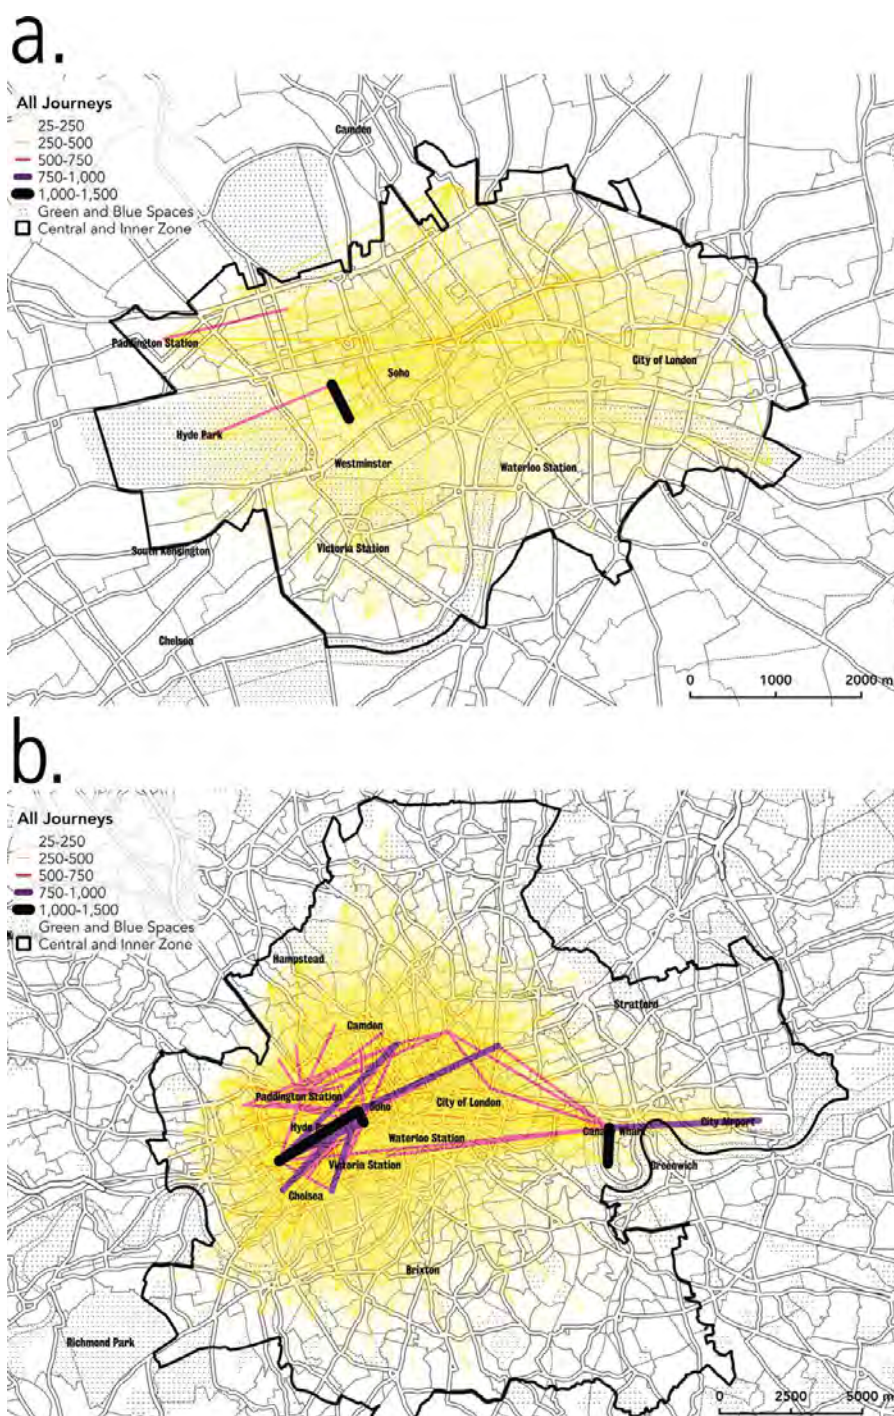 a.
All Journeys
25-250
250-500
500-750
750-1,000
1,000-1,500
Green and Blue Spaces
Central and Inner Zone
Camden
Paddington Station
Soho
City of London
Hyde Park
Westminster
Waterloo Station
South Kensington
Victoria Station
Chelsea
0 1000 2000 m
b.
All Journeys
25-250
250-500
500-750
750-1,000
1,000-1,500
Green and Blue Spaces
Central and Inner Zone
Hampstead
Stratford
Camden
Paddington Station
Soho
City of London
Hyde
City Airport
Waterloo Station
Victoria Station
Greenwich
Chelsea
Brixton
Richmond Park
0 2500 5000 m